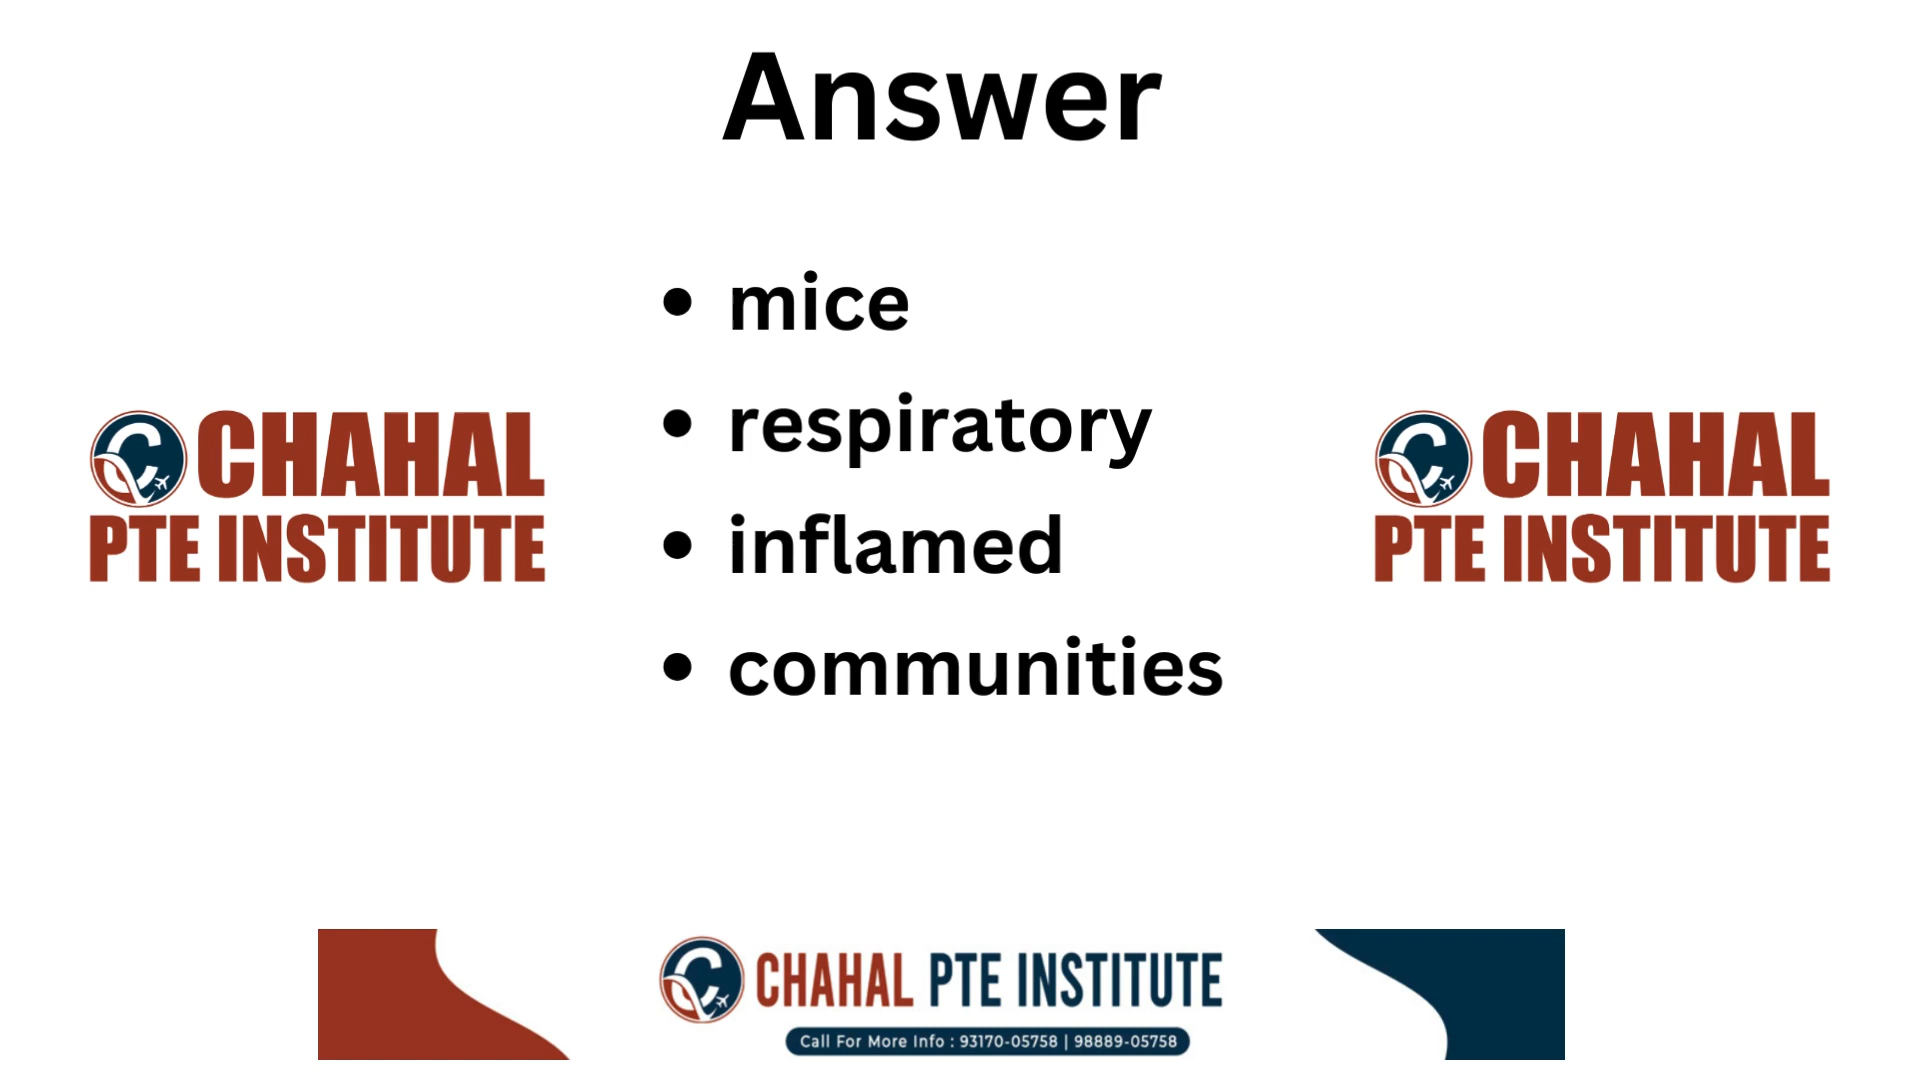 Answer
• mice
• respiratory
• inflamed
• communities
CHAHAL
PTE INSTITUTE
CHAHAL
PTE INSTITUTE
CHAHAL PTE INSTITUTE
Call For More Info : 93170-05758 | 98889-05758